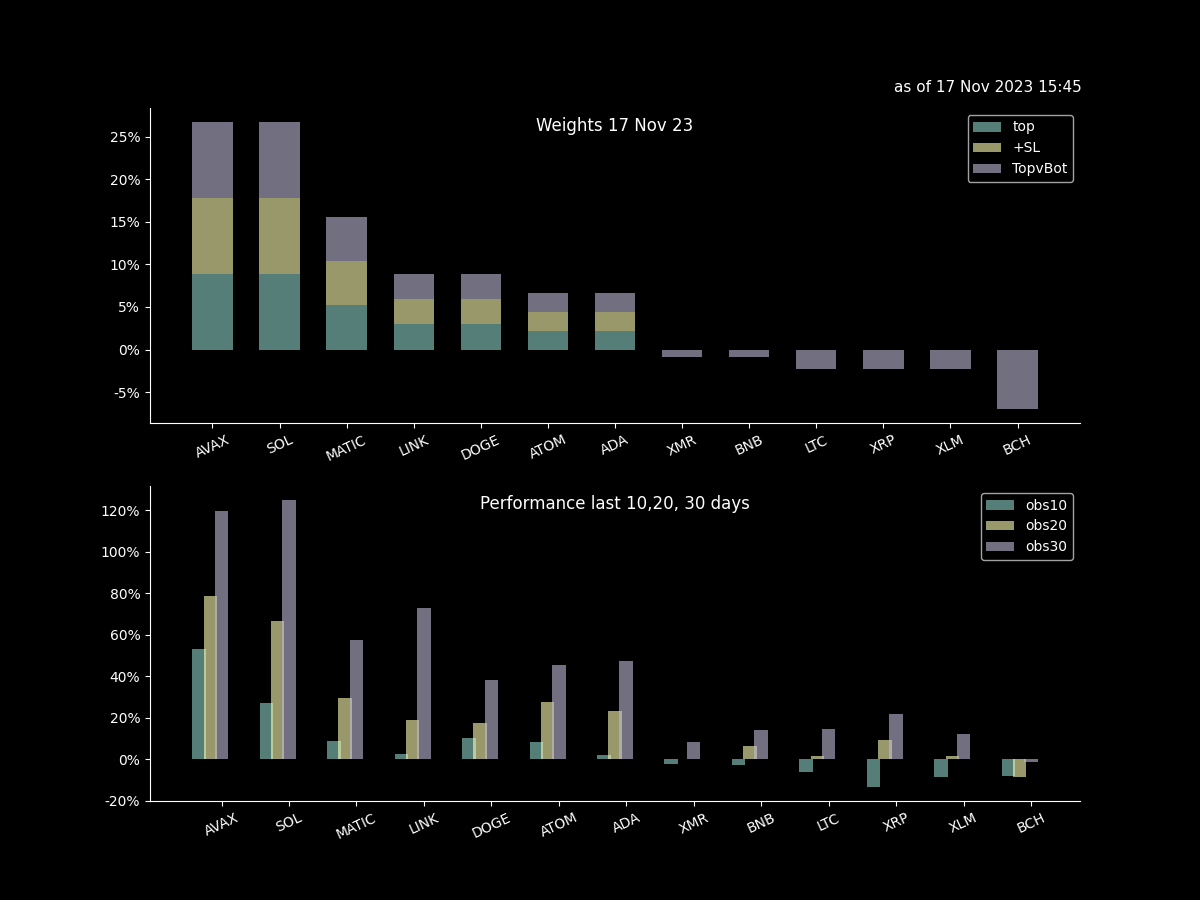 as of 17 Nov 2023 15:45
Weights 17 Nov 23
top
+SL
TopvBot
25%
20%
15%
10%
5%
0%
-5%
AVAX SOL MATIC LINK DOGE ATOM ADA XMR BNB LTC XRP XLM BCH
Performance last 10,20, 30 days
obs10
obs20
obs30
120%
100%
80%
60%
40%
20%
0%
-20%
AVAX SOL MATIC LINK DOGE ATOM ADA XMR BNB LTC XRP XLM BCH